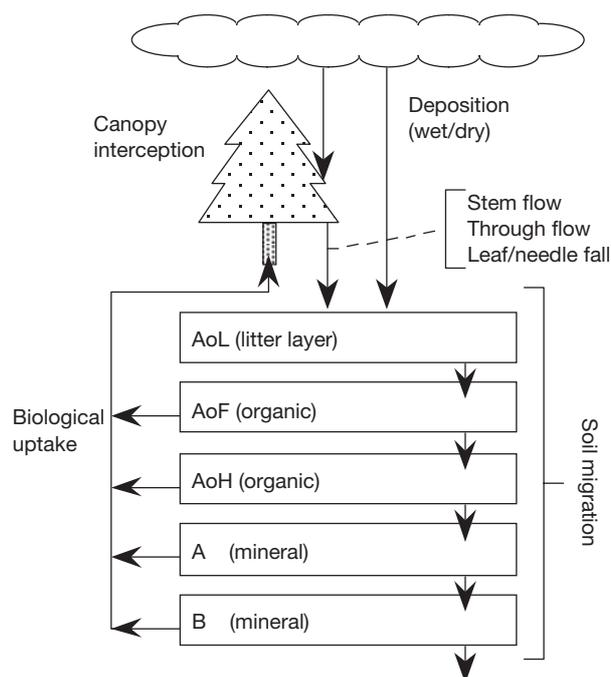 Deposition
(wet/dry)
Canopy
interception
Stem flow
Through flow
Leaf/needle fall
AoL (litter layer)
AoF (organic)
Biological
uptake
AoH (organic)
Soil migration
A (mineral)
B (mineral)